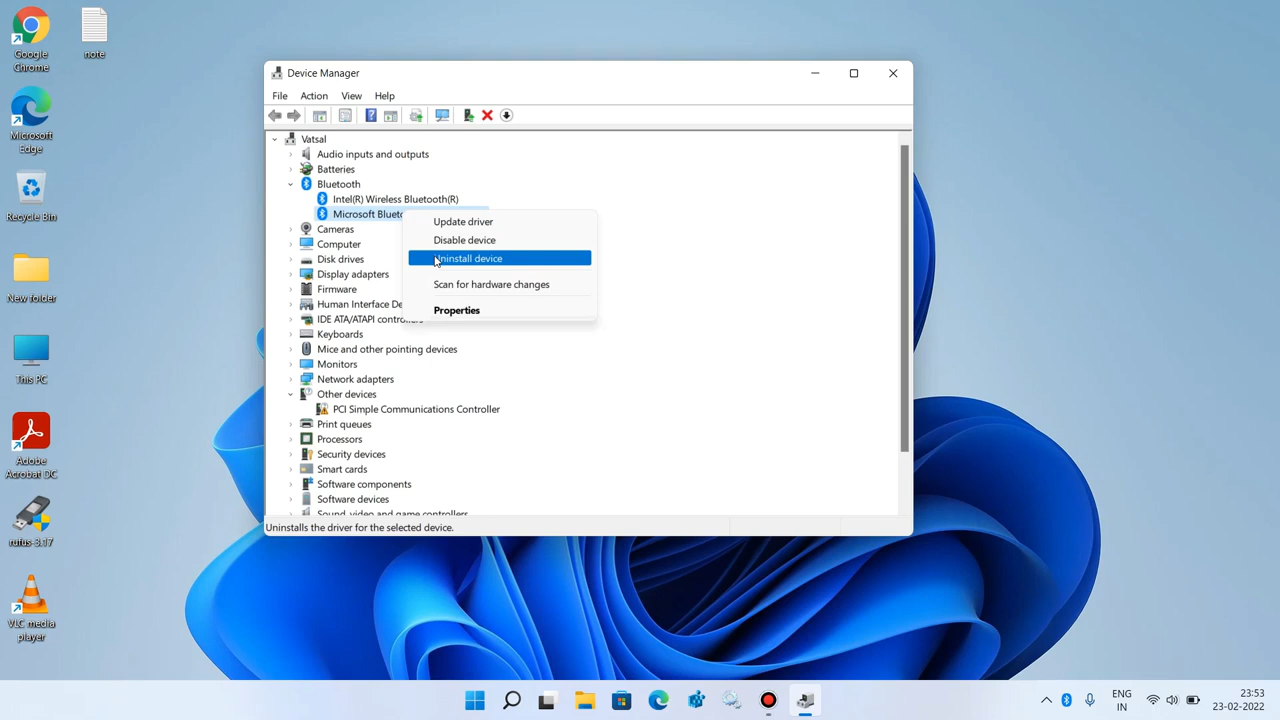 Google
Chrome
note
Microsoft
Edge
Recycle Bin
New folder
This PC
Adobe
Acrobat DC
rufus-3.17
VLC media
player
Device Manager
File Action View Help
Vatsal
Audio inputs and outputs
Batteries
Bluetooth
Intel(R) Wireless Bluetooth(R)
Microsoft
Cameras
Computer
Disk drives
Display adapters
Firmware
Human Interface
IDE ATA/ATAPI controllers
Keyboards
Mice and other pointing devices
Monitors
Network adapters
Other devices
PCI Simple Communications Controller
Print queues
Processors
Security devices
Smart cards
Software components
Software devices
Sound, video and game controllers
Update driver
Disable device
Uninstall device
Scan for hardware changes
Properties
Uninstalls the driver for the selected device.
ENG
IN
23:53
23-02-2022